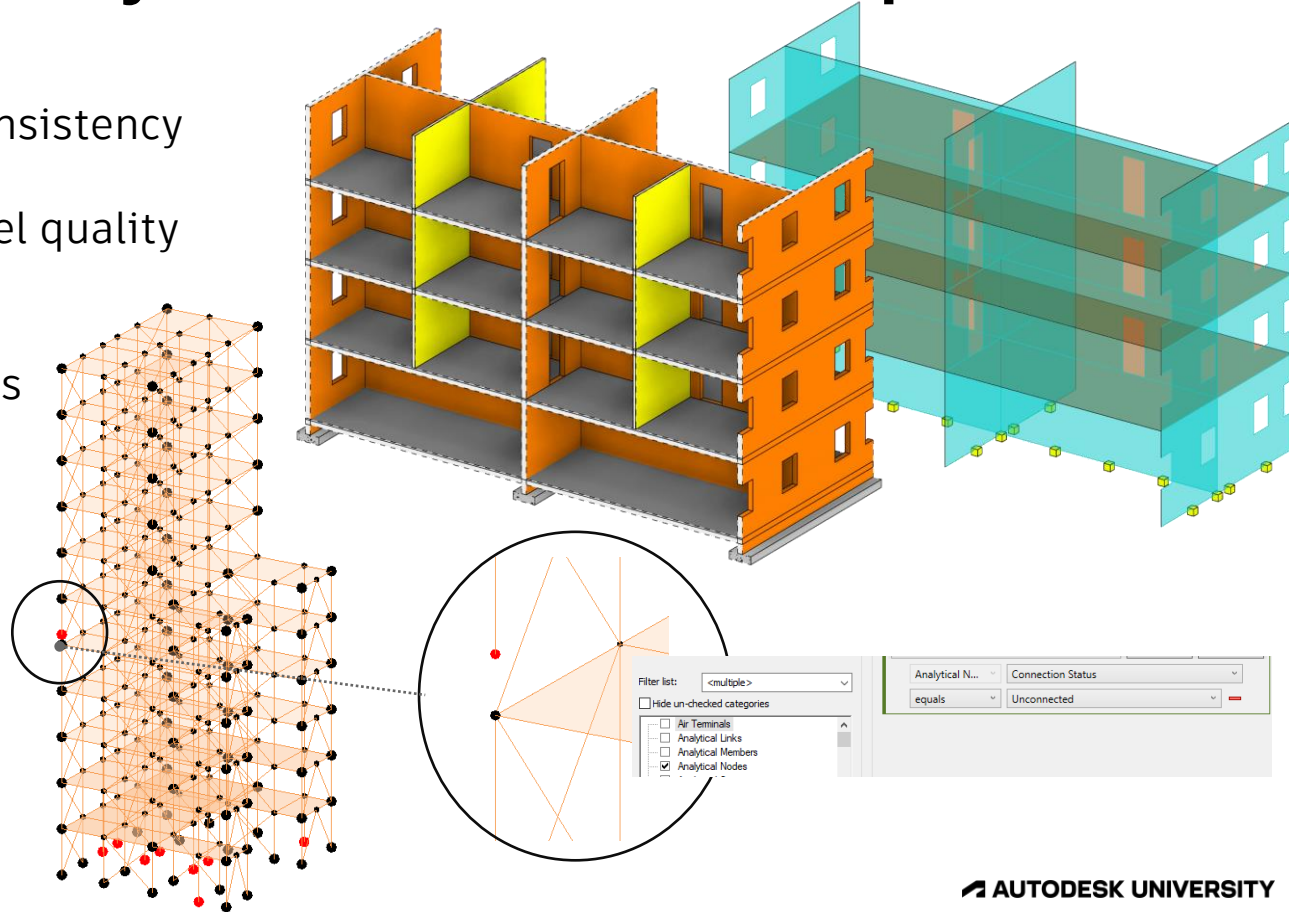 nsistency
el quality
s
Filter list:
<multiple>
Hide un-checked categories
Air Terminals
Analytical Links
Analytical Members
Analytical Nodes
Analytical N...
Connection Status
equals
Unconnected
AUTODESK UNIVERSITY